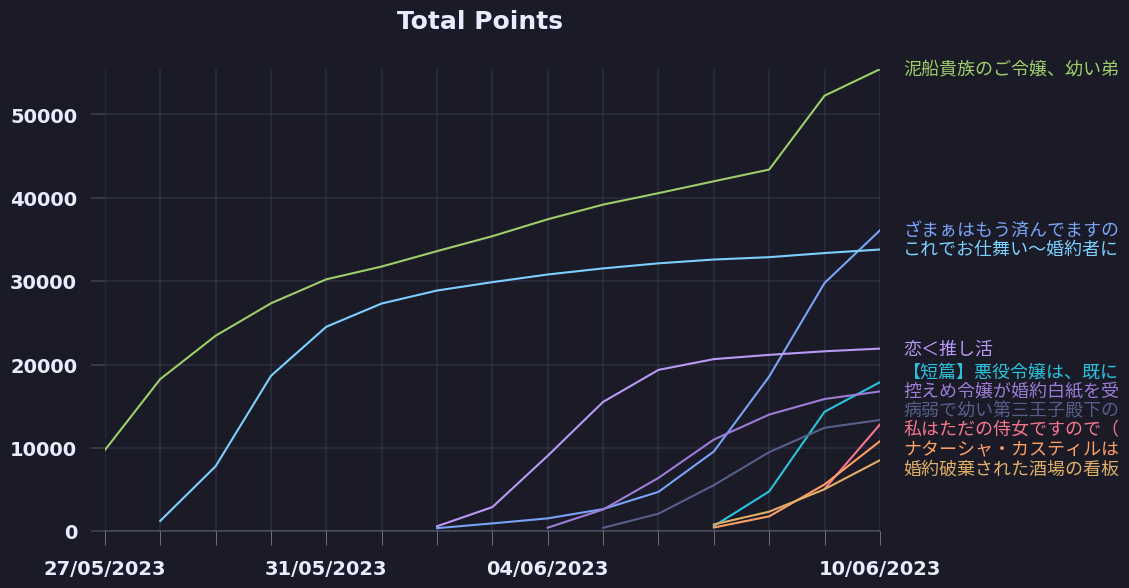 Total Points
50000
40000
30000
20000
10000
0
27/05/2023
31/05/2023
04/06/2023
10/06/2023
泥船貴族のご令嬢、幼い弟
ざまぁはもう済んでますの
これでお仕舞い～婚約者に
恋＜推し活
【短篇】悪役令嬢は、既に
控えめ令嬢が婚約白紙を受
病弱で幼い第三王子殿下の
私はただの侍女ですので（
ナターシャ・カスティルは
婚約破棄された酒場の看板